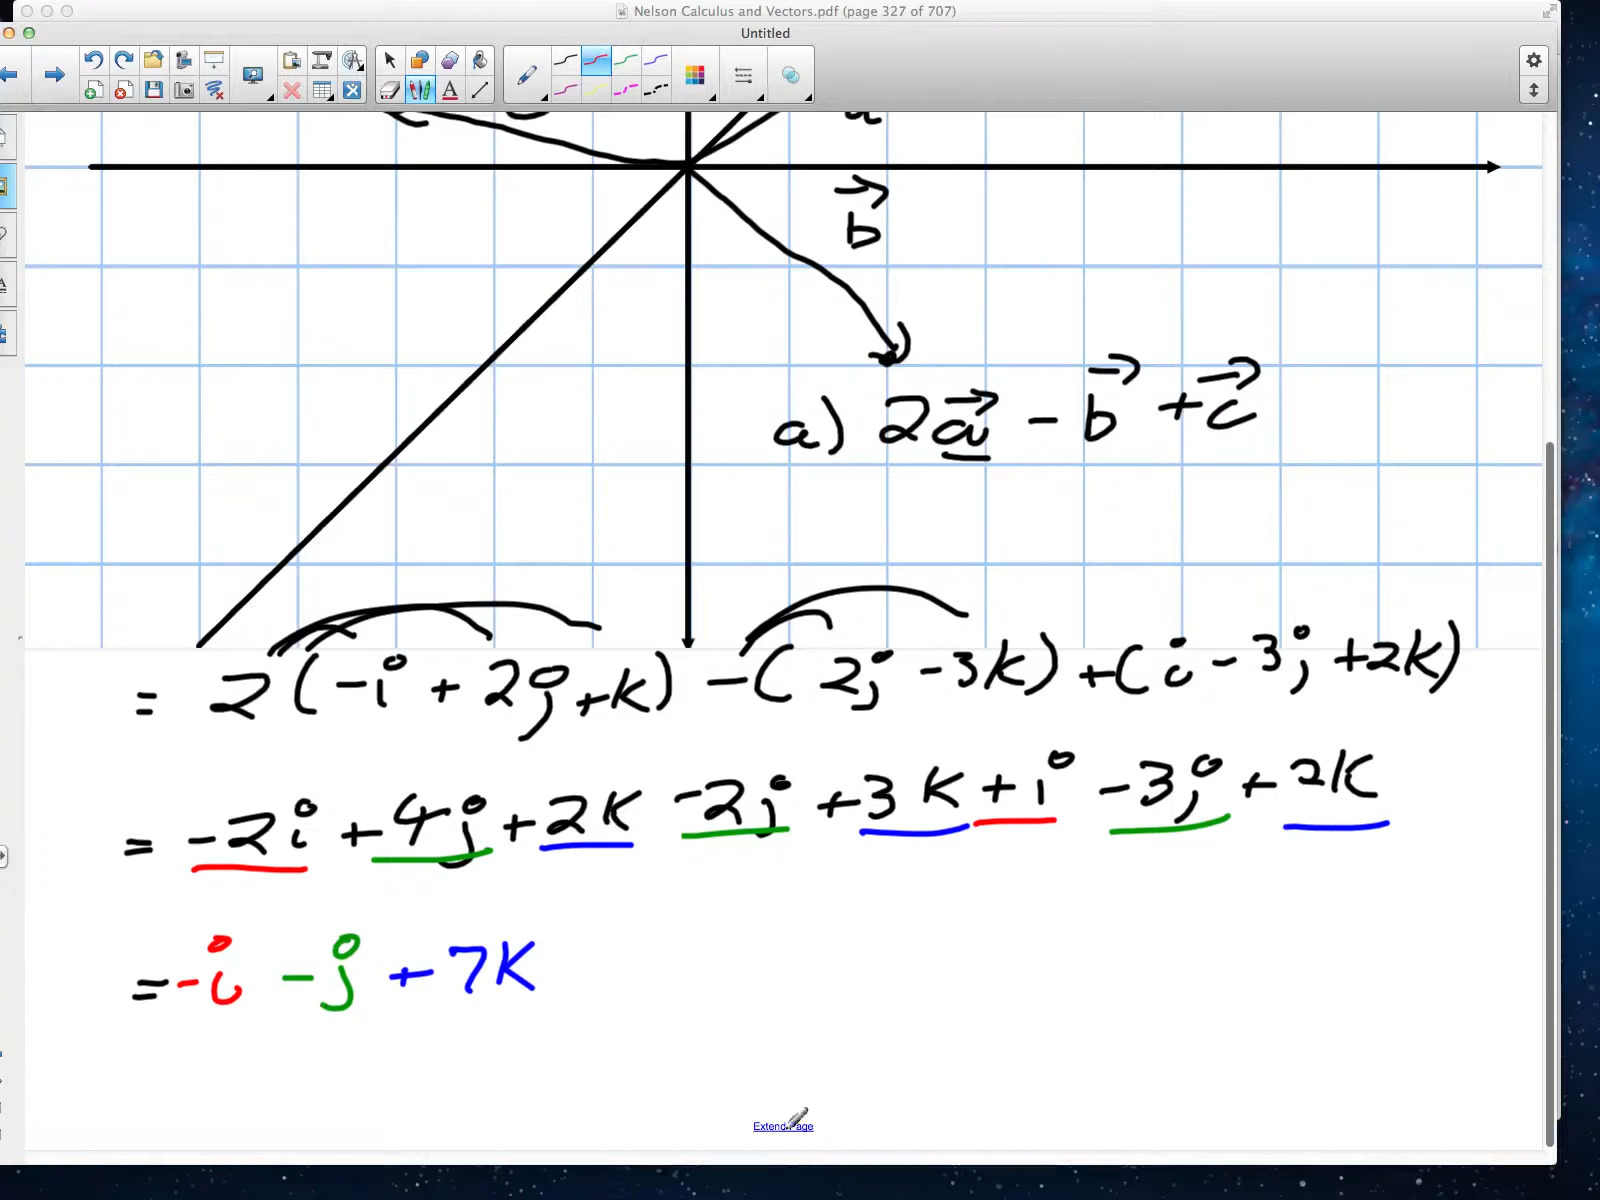 Nelson Calculus and Vectors.pdf (page 327 of 707)
Untitled
a
b⃗
a) 2a⃗ - b⃗ + c⃗
= 2(-i + 2j + k) - (2j - 3k) + (i - 3j + 2k)
= -2i + 4j + 2k - 2j + 3k + i - 3j + 2k
= -i - j + 7k
Extend Page